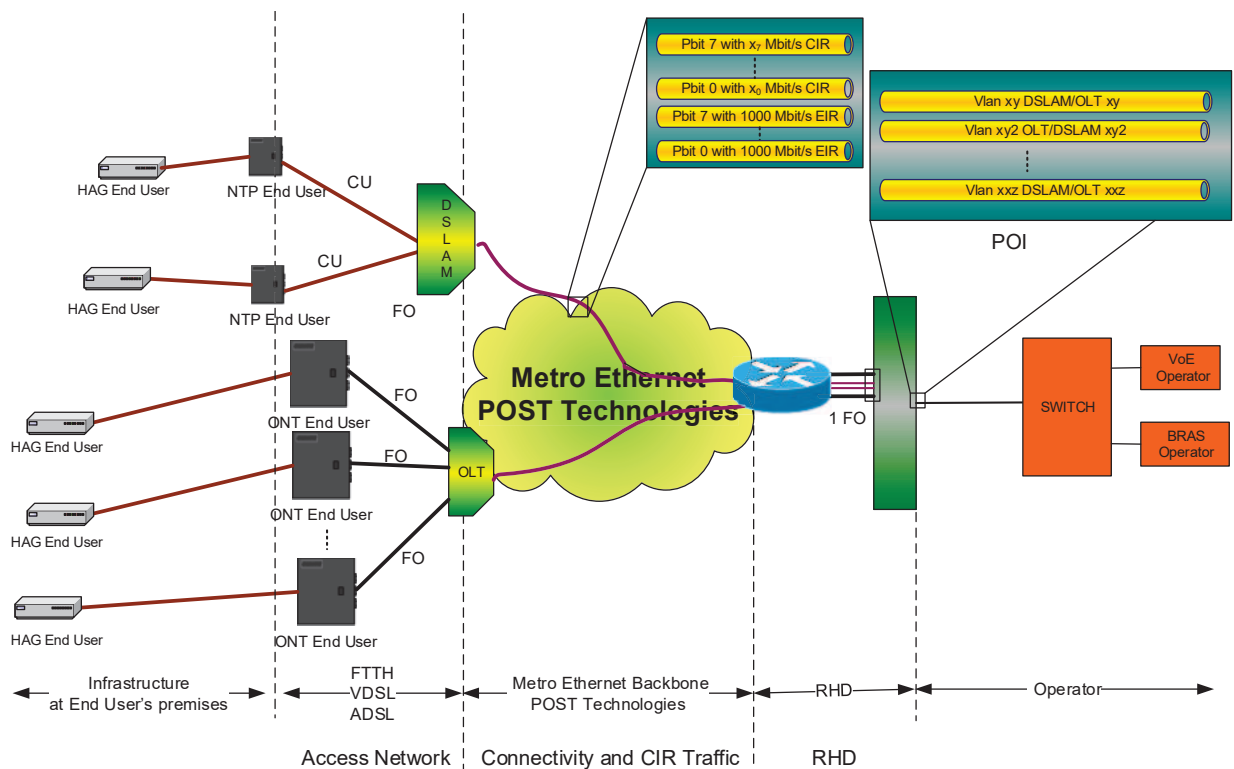 Pbit 7 with x7 Mbit/s CIR
Pbit 0 with x0 Mbit/s CIR
Pbit 7 with 1000 Mbit/s EIR
Pbit 0 with 1000 Mbit/s EIR
Vlan xy DSLAM/OLT xy
Vlan xy2 OLT/DSLAM xy2
Vlan xxz DSLAM/OLT xxz
POI
HAG End User
NTP End User
CU
DSLAM
HAG End User
NTP End User
CU
FO
Metro Ethernet
POST Technologies
1 FO
SWITCH
VoE
Operator
BRAS
Operator
HAG End User
ONT End User
FO
HAG End User
ONT End User
FO
OLT
HAG End User
ONT End User
FO
Infrastructure
at End User's premises
FTTH
VDSL
ADSL
Metro Ethernet Backbone
POST Technologies
RHD
Operator
Access Network
Connectivity and CIR Traffic
RHD